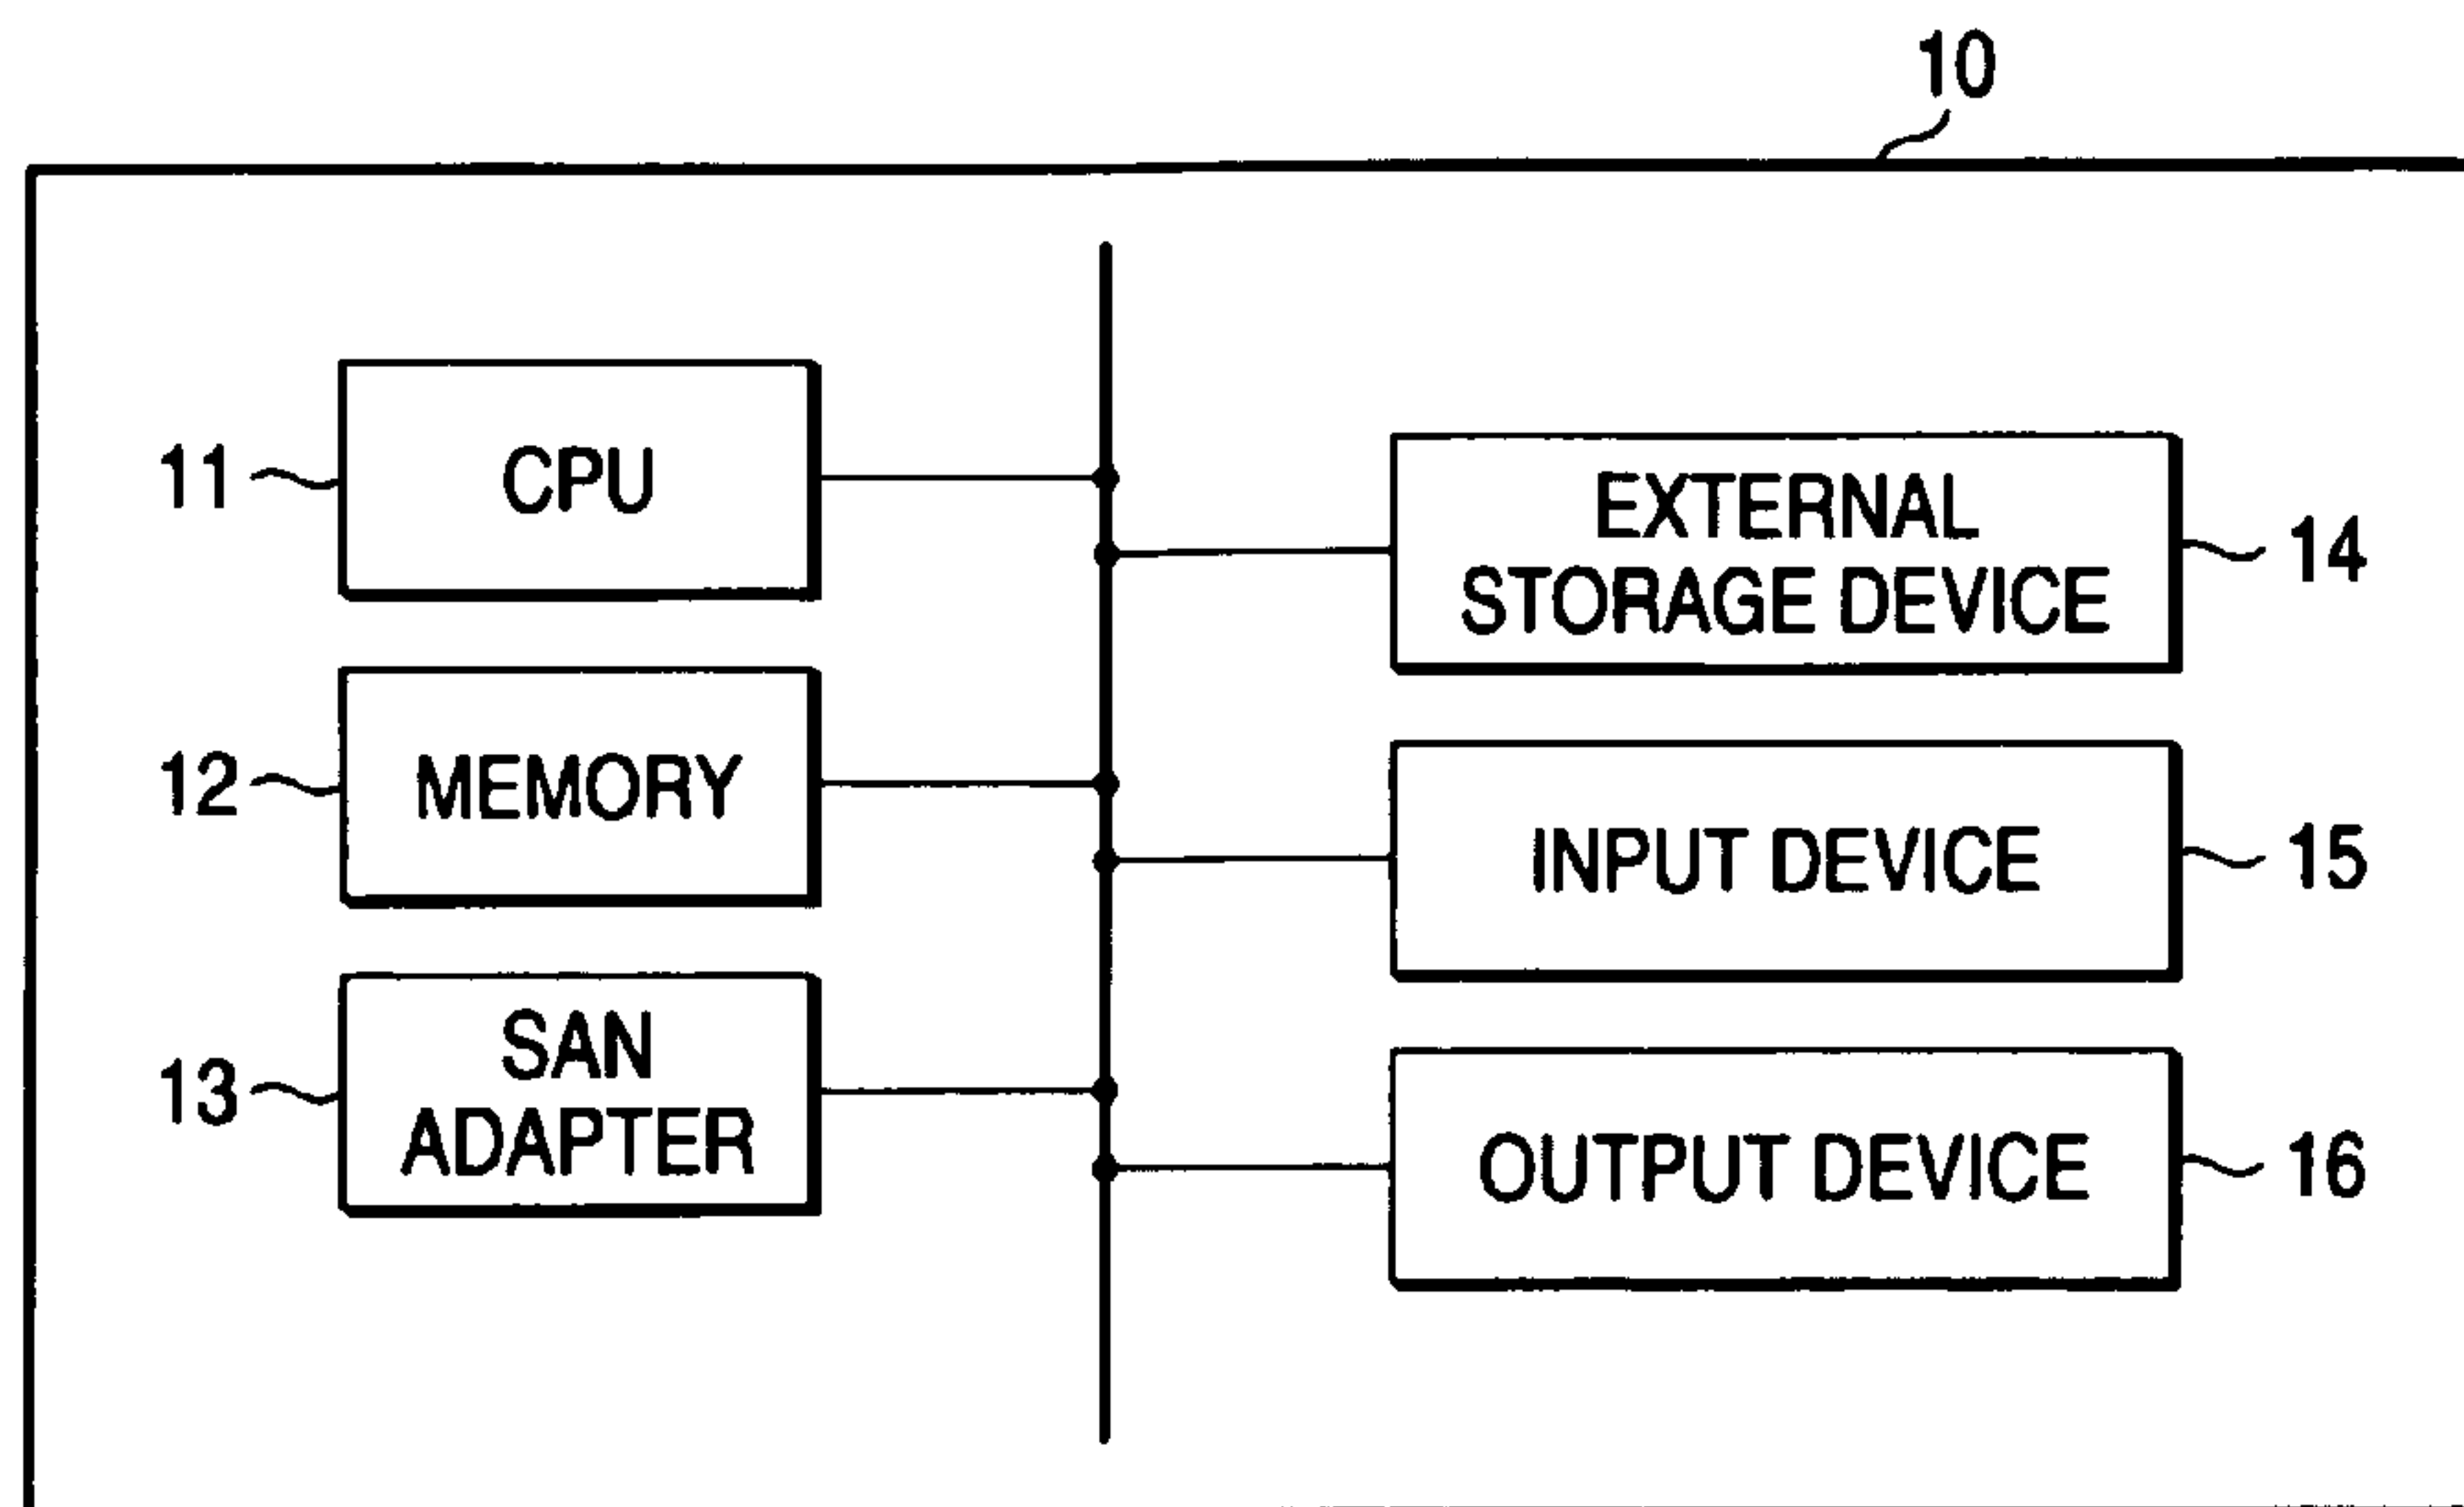 10
11
CPU
12
MEMORY
13
SAN
ADAPTER
EXTERNAL
STORAGE DEVICE
14
INPUT DEVICE
15
OUTPUT DEVICE
16